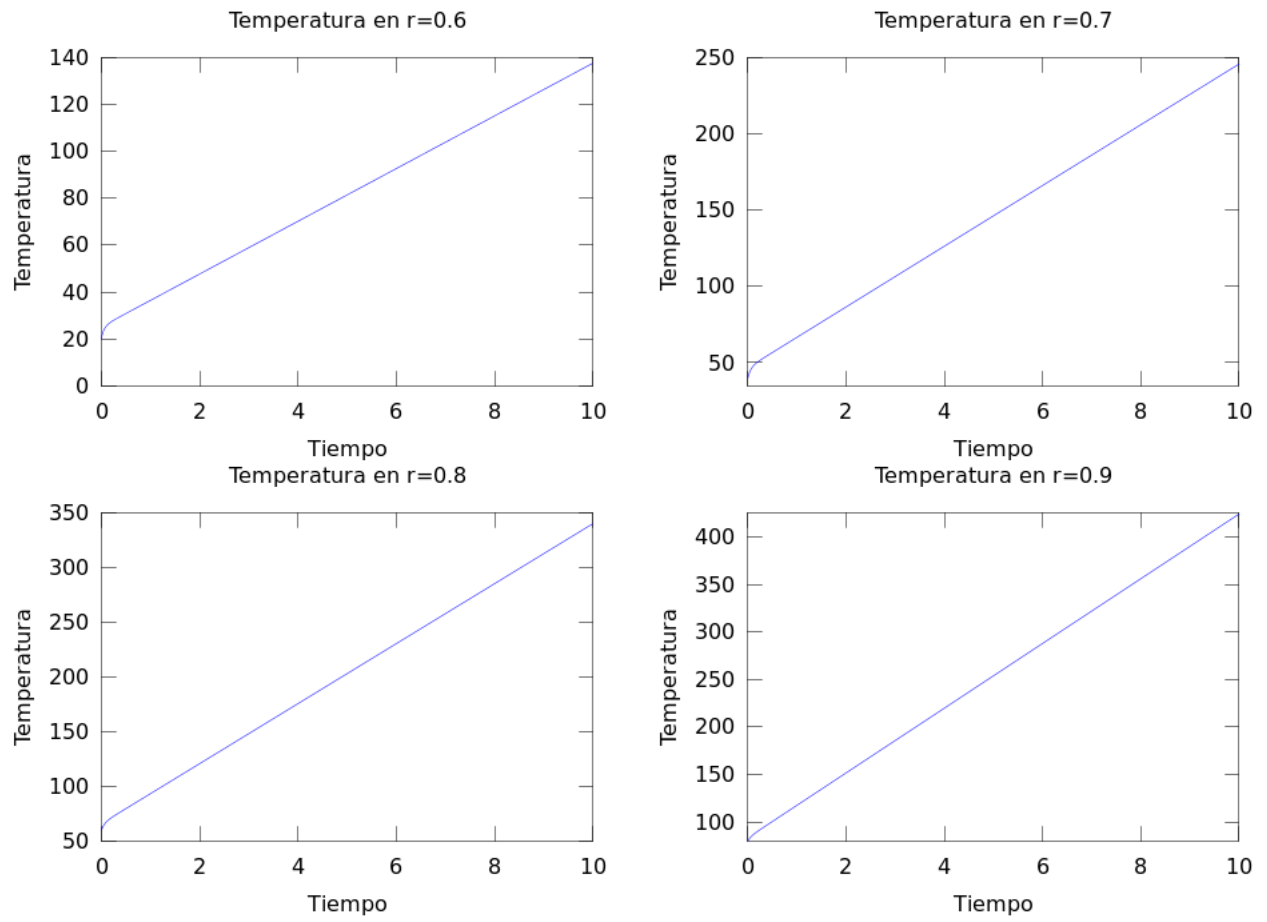 Temperatura en r=0.6
140
120
100
80
60
40
20
0
Temperatura
0 2 4 6 8 10
Tiempo
Temperatura en r=0.7
250
200
150
100
50
Temperatura
0 2 4 6 8 10
Tiempo
Temperatura en r=0.8
350
300
250
200
150
100
50
Temperatura
0 2 4 6 8 10
Tiempo
Temperatura en r=0.9
400
350
300
250
200
150
100
Temperatura
0 2 4 6 8 10
Tiempo